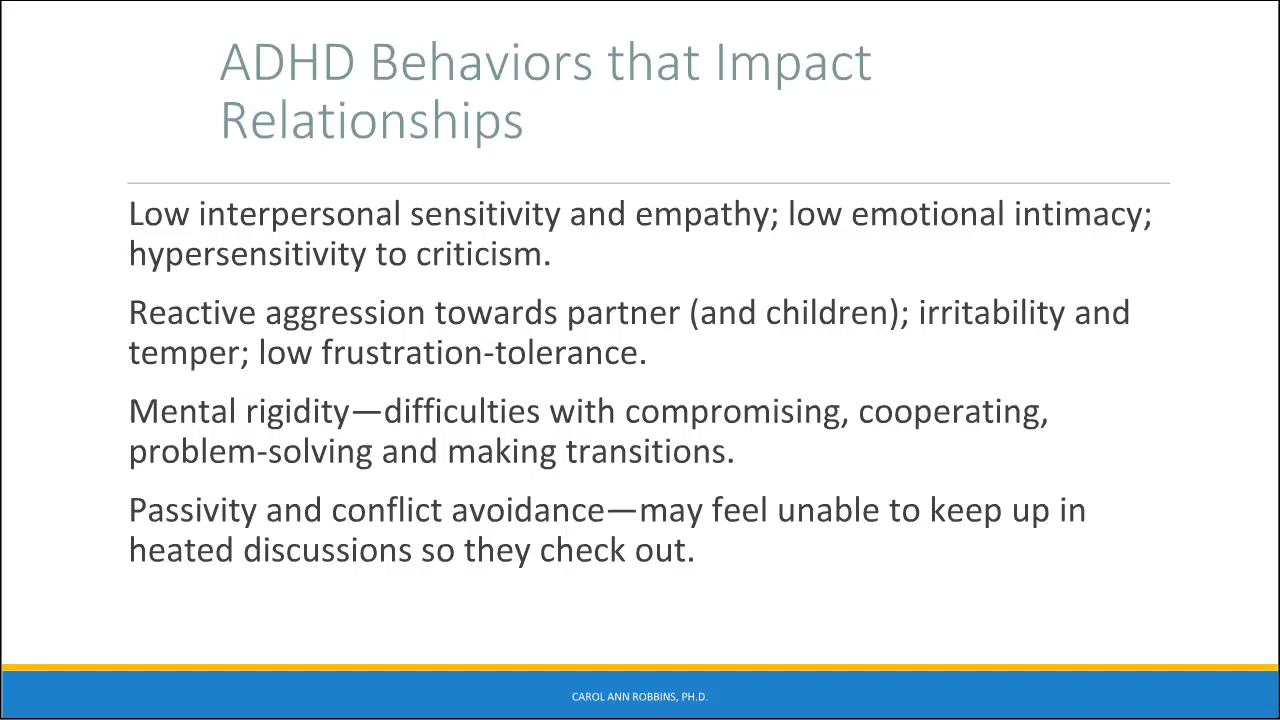 ADHD Behaviors that Impact
Relationships
Low interpersonal sensitivity and empathy; low emotional intimacy;
hypersensitivity to criticism.
Reactive aggression towards partner (and children); irritability and
temper; low frustration-tolerance.
Mental rigidity—difficulties with compromising, cooperating,
problem-solving and making transitions.
Passivity and conflict avoidance—may feel unable to keep up in
heated discussions so they check out.
CAROL ANN ROBBINS, PH.D.